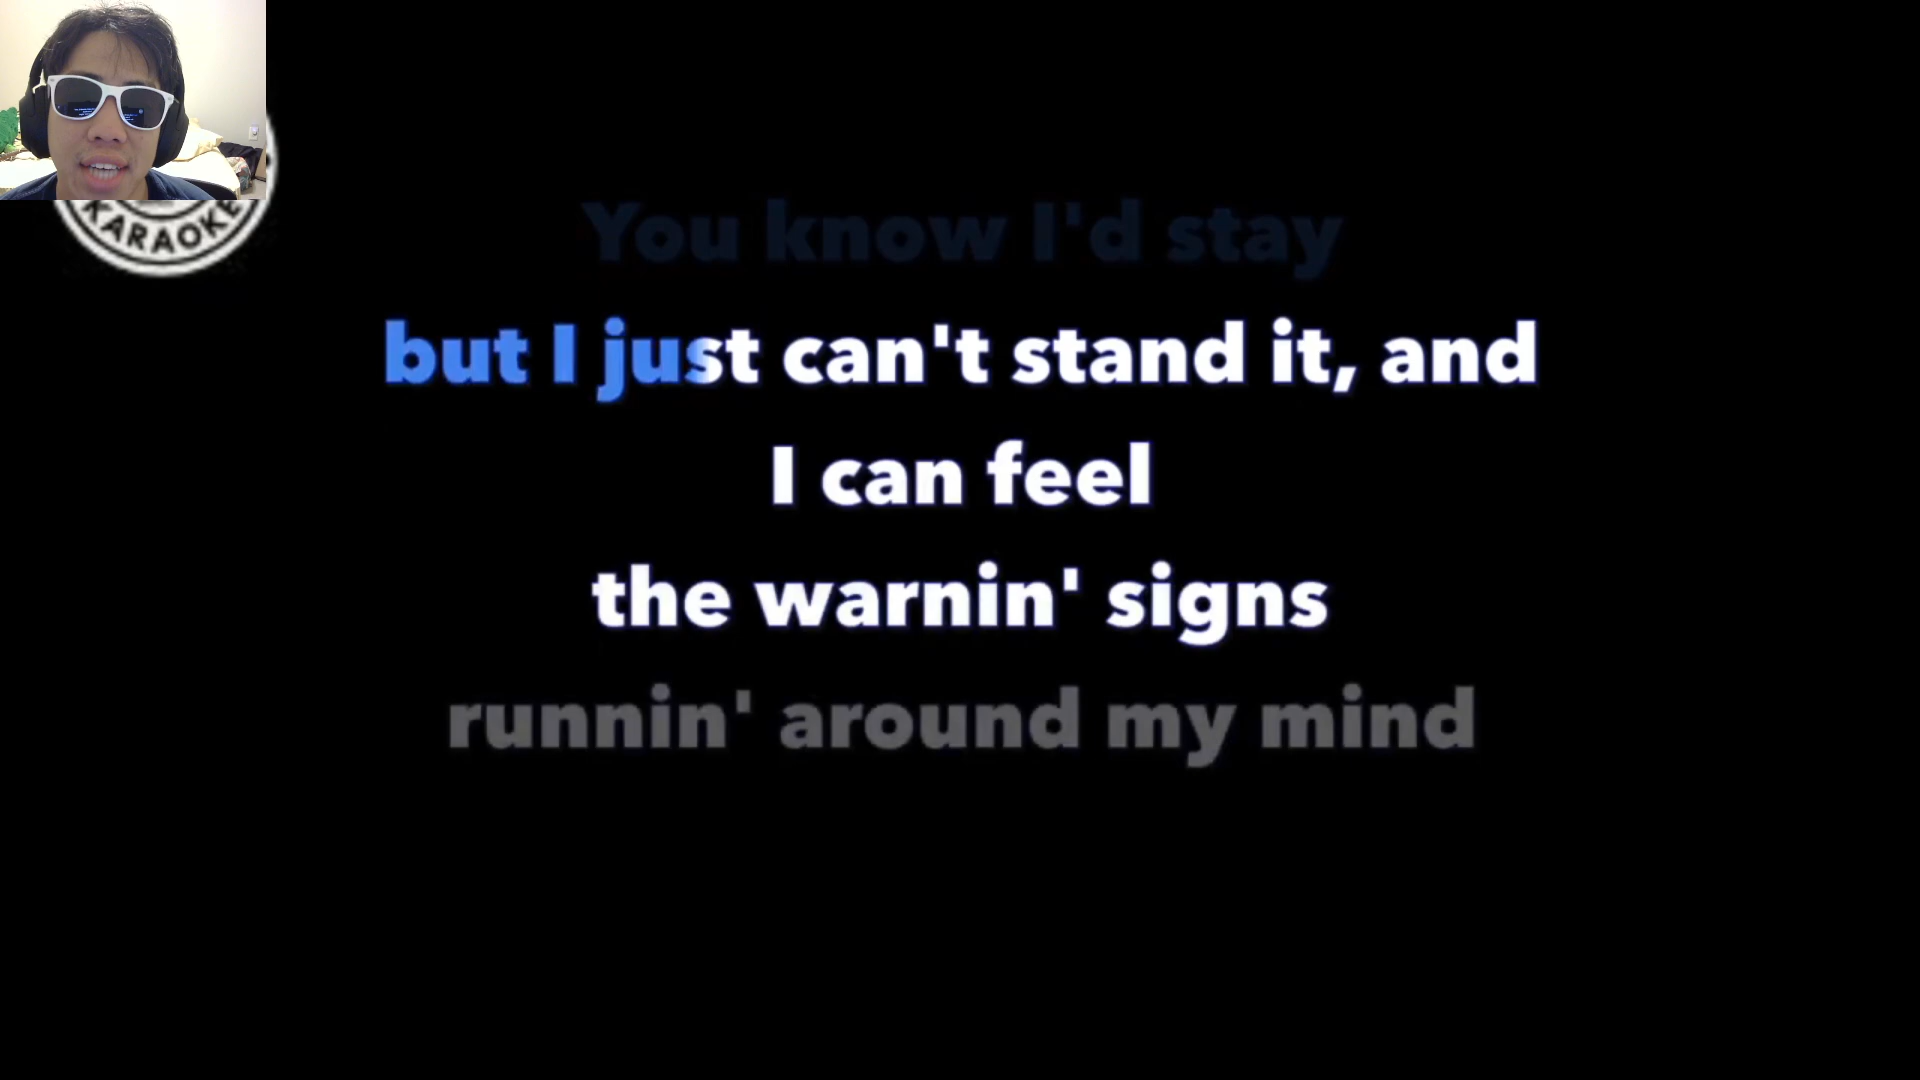 KARAOKE
You know I'd stay
but I just can't stand it, and
I can feel
the warnin' signs
runnin' around my mind